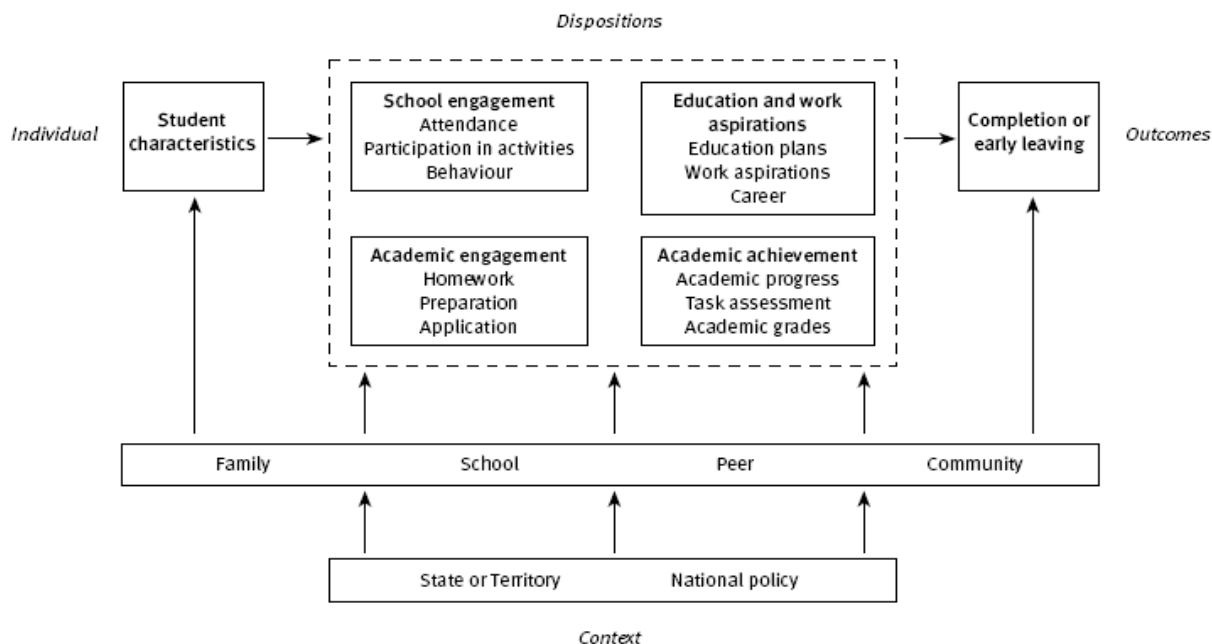 Dispositions
Individual
Student
characteristics
School engagement
Attendance
Participation in activities
Behaviour
Education and work
aspirations
Education plans
Work aspirations
Career
Academic engagement
Homework
Preparation
Application
Academic achievement
Academic progress
Task assessment
Academic grades
Completion or
early leaving
Outcomes
Family School Peer Community
State or Territory National policy
Context